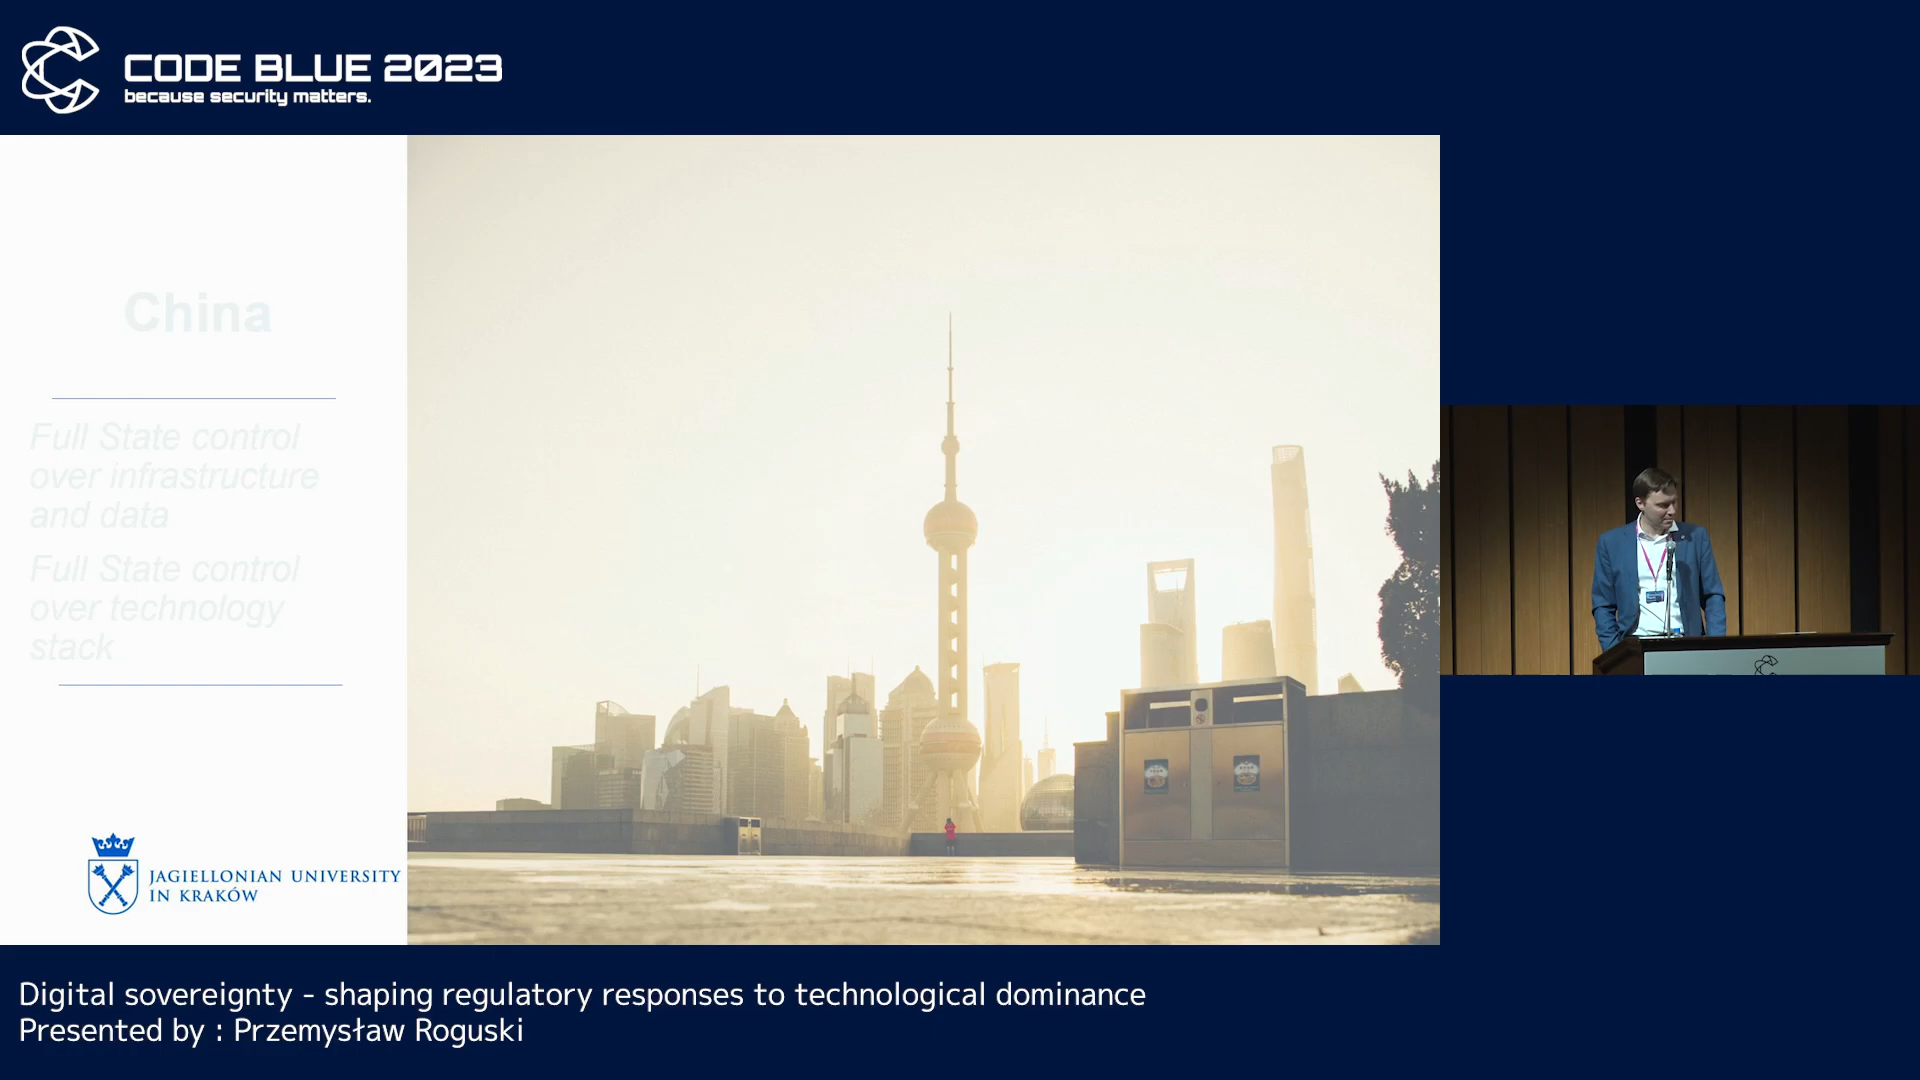 CODE BLUE 2023
because security matters.
China
Full State control
over infrastructure
and data
Full State control
over technology
stack
JAGIELLONIAN UNIVERSITY
IN KRAKÓW
Digital sovereignty - shaping regulatory responses to technological dominance
Presented by : Przemysław Roguski